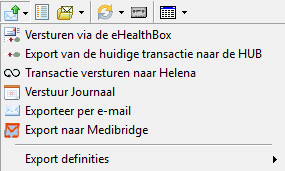 Versturen via de eHealthBox
Export van de huidige transactie naar de HUB
Transactie versturen naar Helena
Verstuur Journaal
Exporteer per e-mail
Export naar Medibridge
Export definities